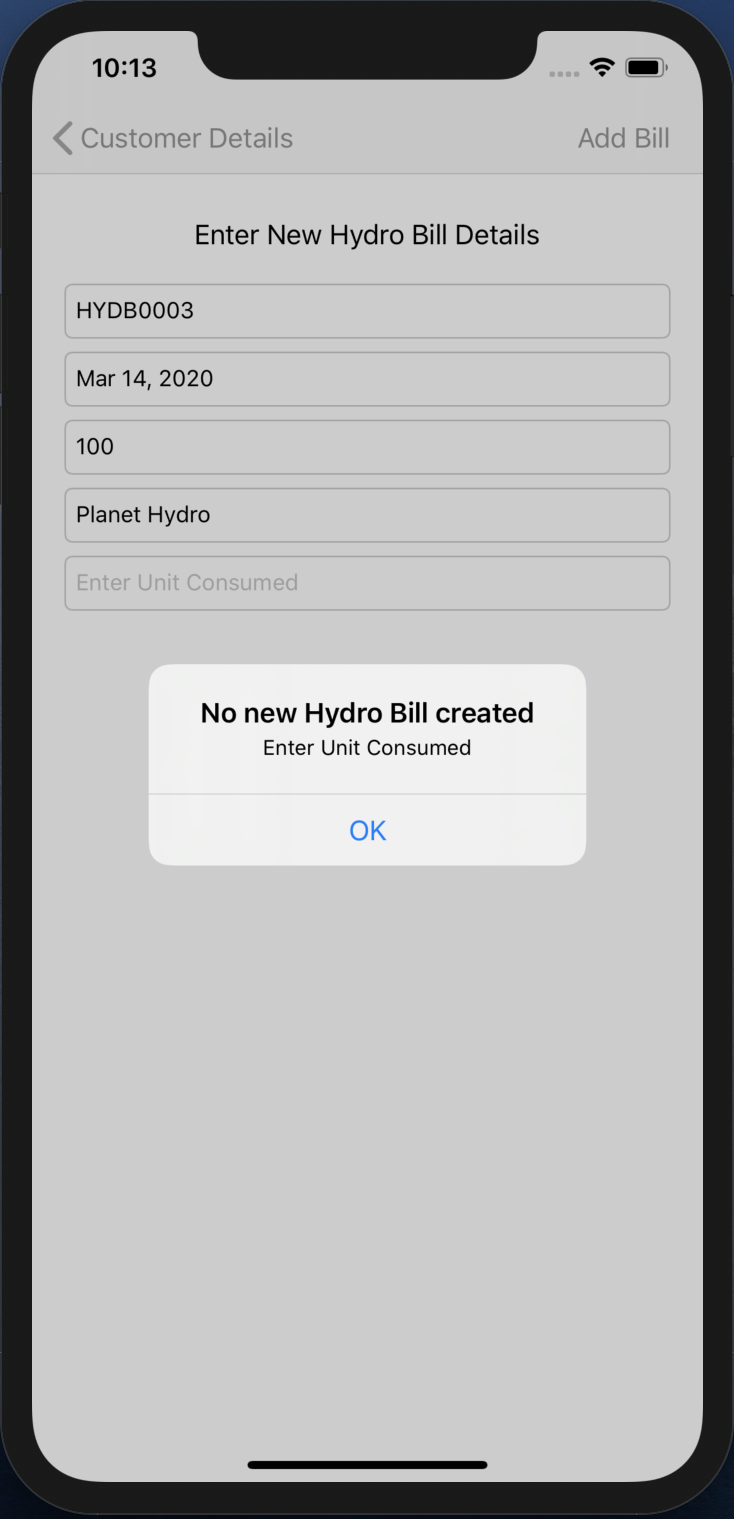 10:13
Customer Details
Add Bill
Enter New Hydro Bill Details
HYDB0003
Mar 14, 2020
100
Planet Hydro
Enter Unit Consumed
No new Hydro Bill created
Enter Unit Consumed
OK